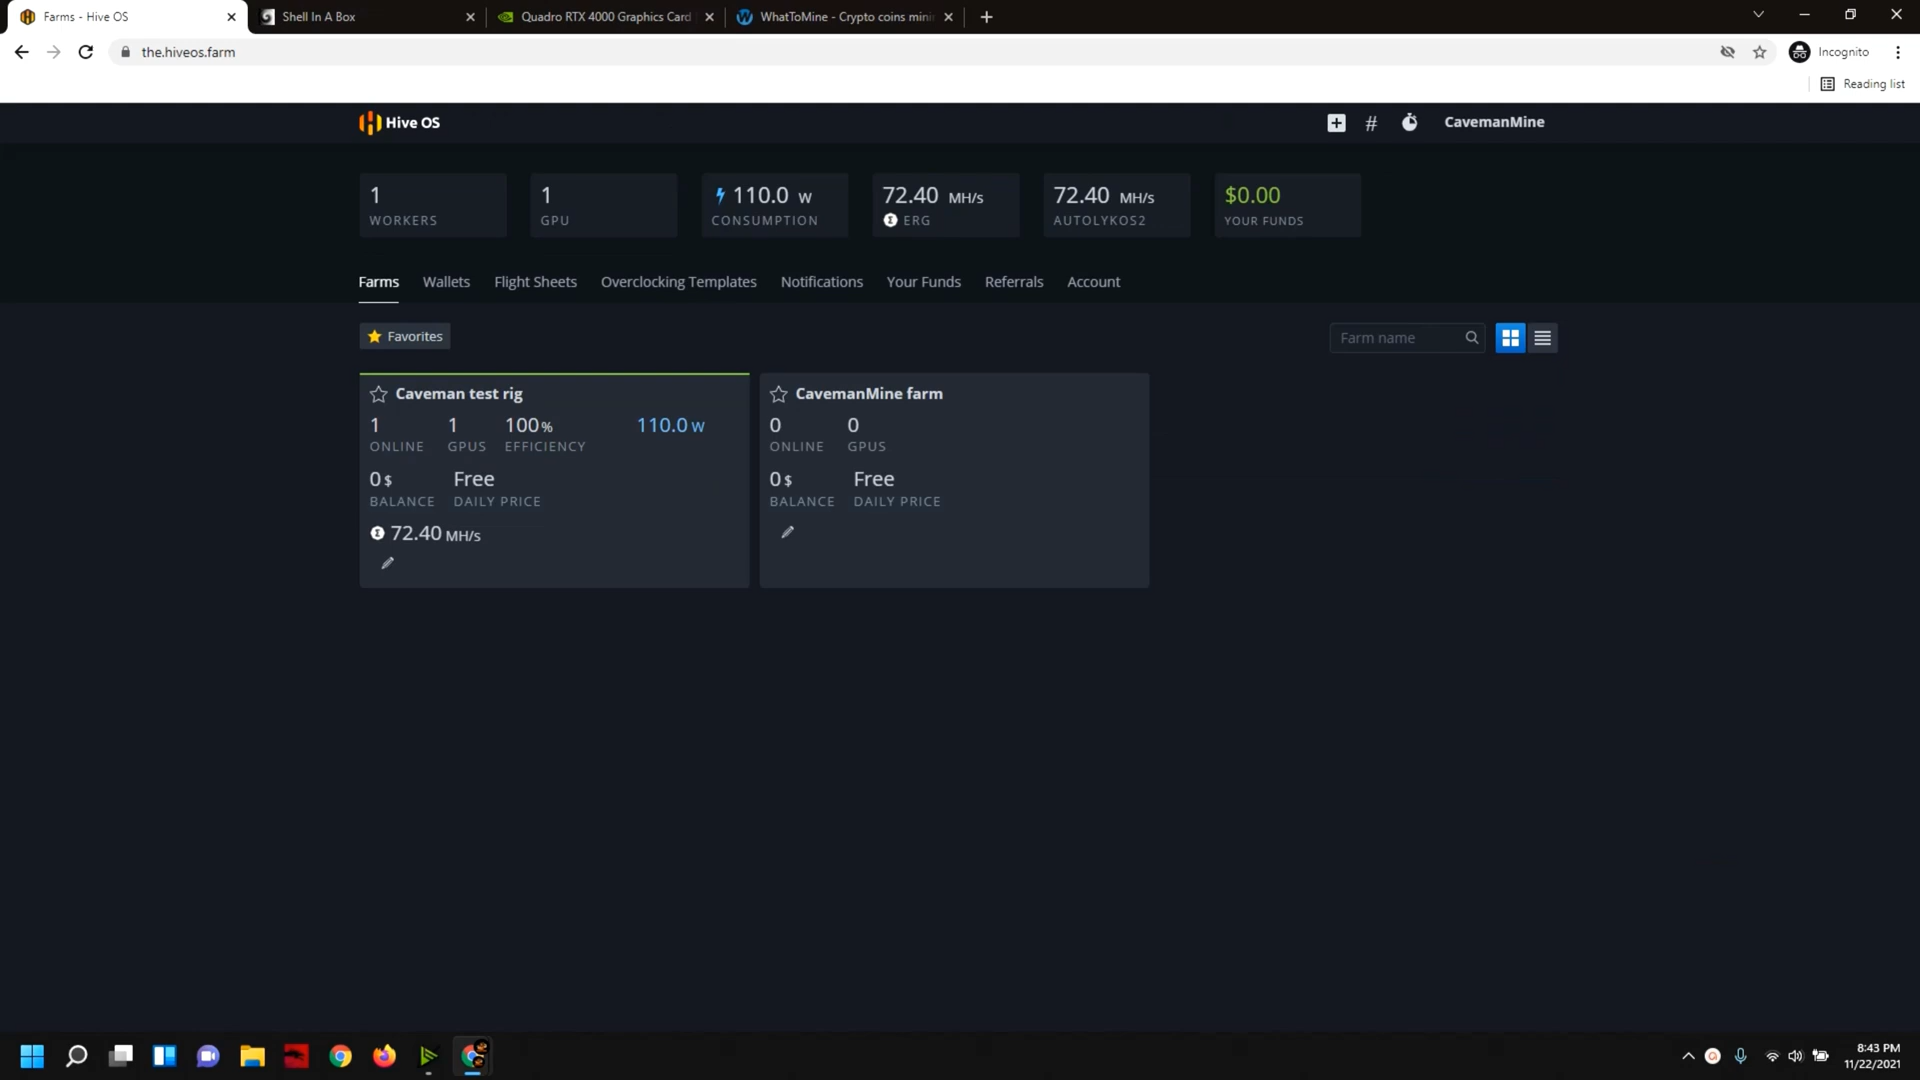 Farms - Hive OS
Shell In A Box
Quadro RTX 4000 Graphics Card
WhatToMine - Crypto coins mini
the.hiveos.farm
Incognito
Reading list
Hive OS
# CavemanMine
1
WORKERS
1
GPU
110.0 W
CONSUMPTION
72.40 MH/s
ERG
72.40 MH/s
AUTOLYKOS2
$0.00
YOUR FUNDS
Farms Wallets Flight Sheets Overclocking Templates Notifications Your Funds Referrals Account
Favorites
Farm name
Caveman test rig
1 1 100% 110.0 W
ONLINE GPUS EFFICIENCY
0 $ Free
BALANCE DAILY PRICE
72.40 MH/s
CavemanMine farm
0 0
ONLINE GPUS
0 $ Free
BALANCE DAILY PRICE
8:43 PM
11/22/2021